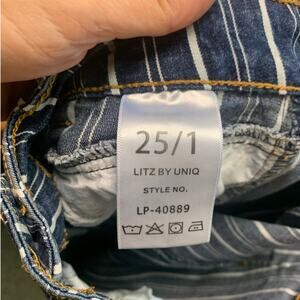 25/1
LITZ BY UNIQ
STYLE NO.
LP-40889